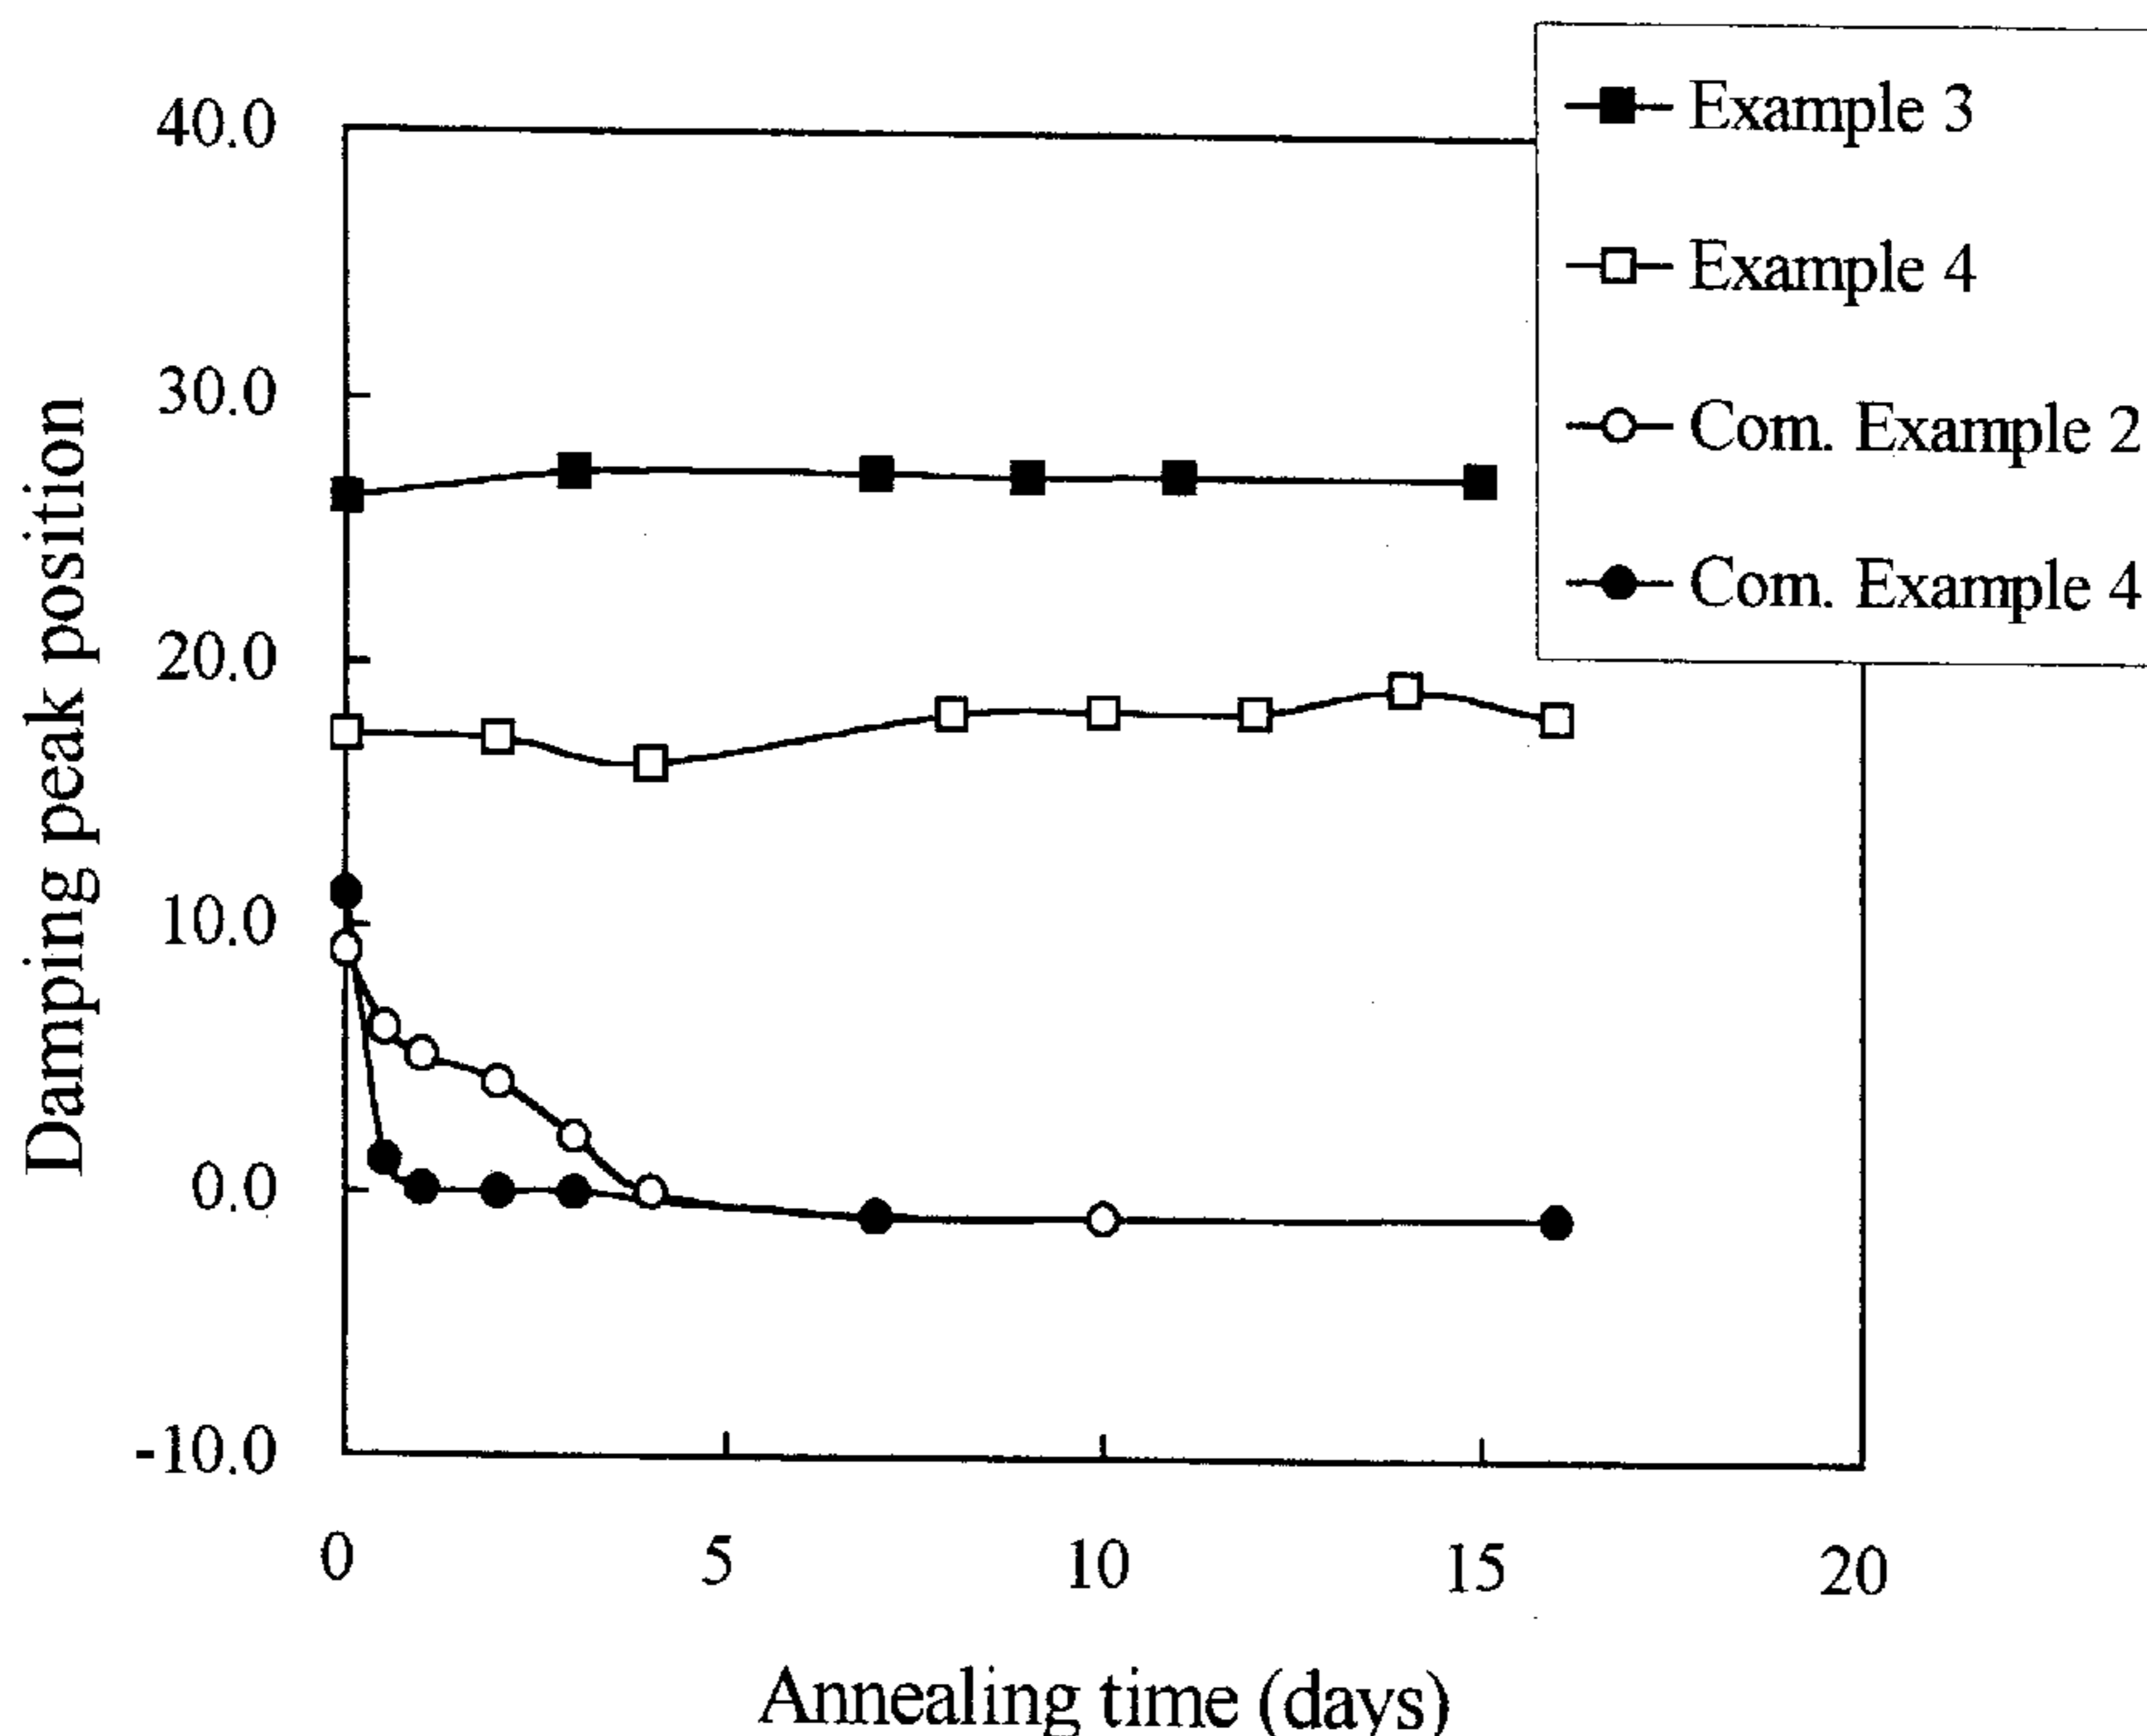 Example 3
Example 4
Com. Example 2
Com. Example 4
Damping peak position
40.0
30.0
20.0
10.0
0.0
-10.0
0 5 10 15 20
Annealing time (days)